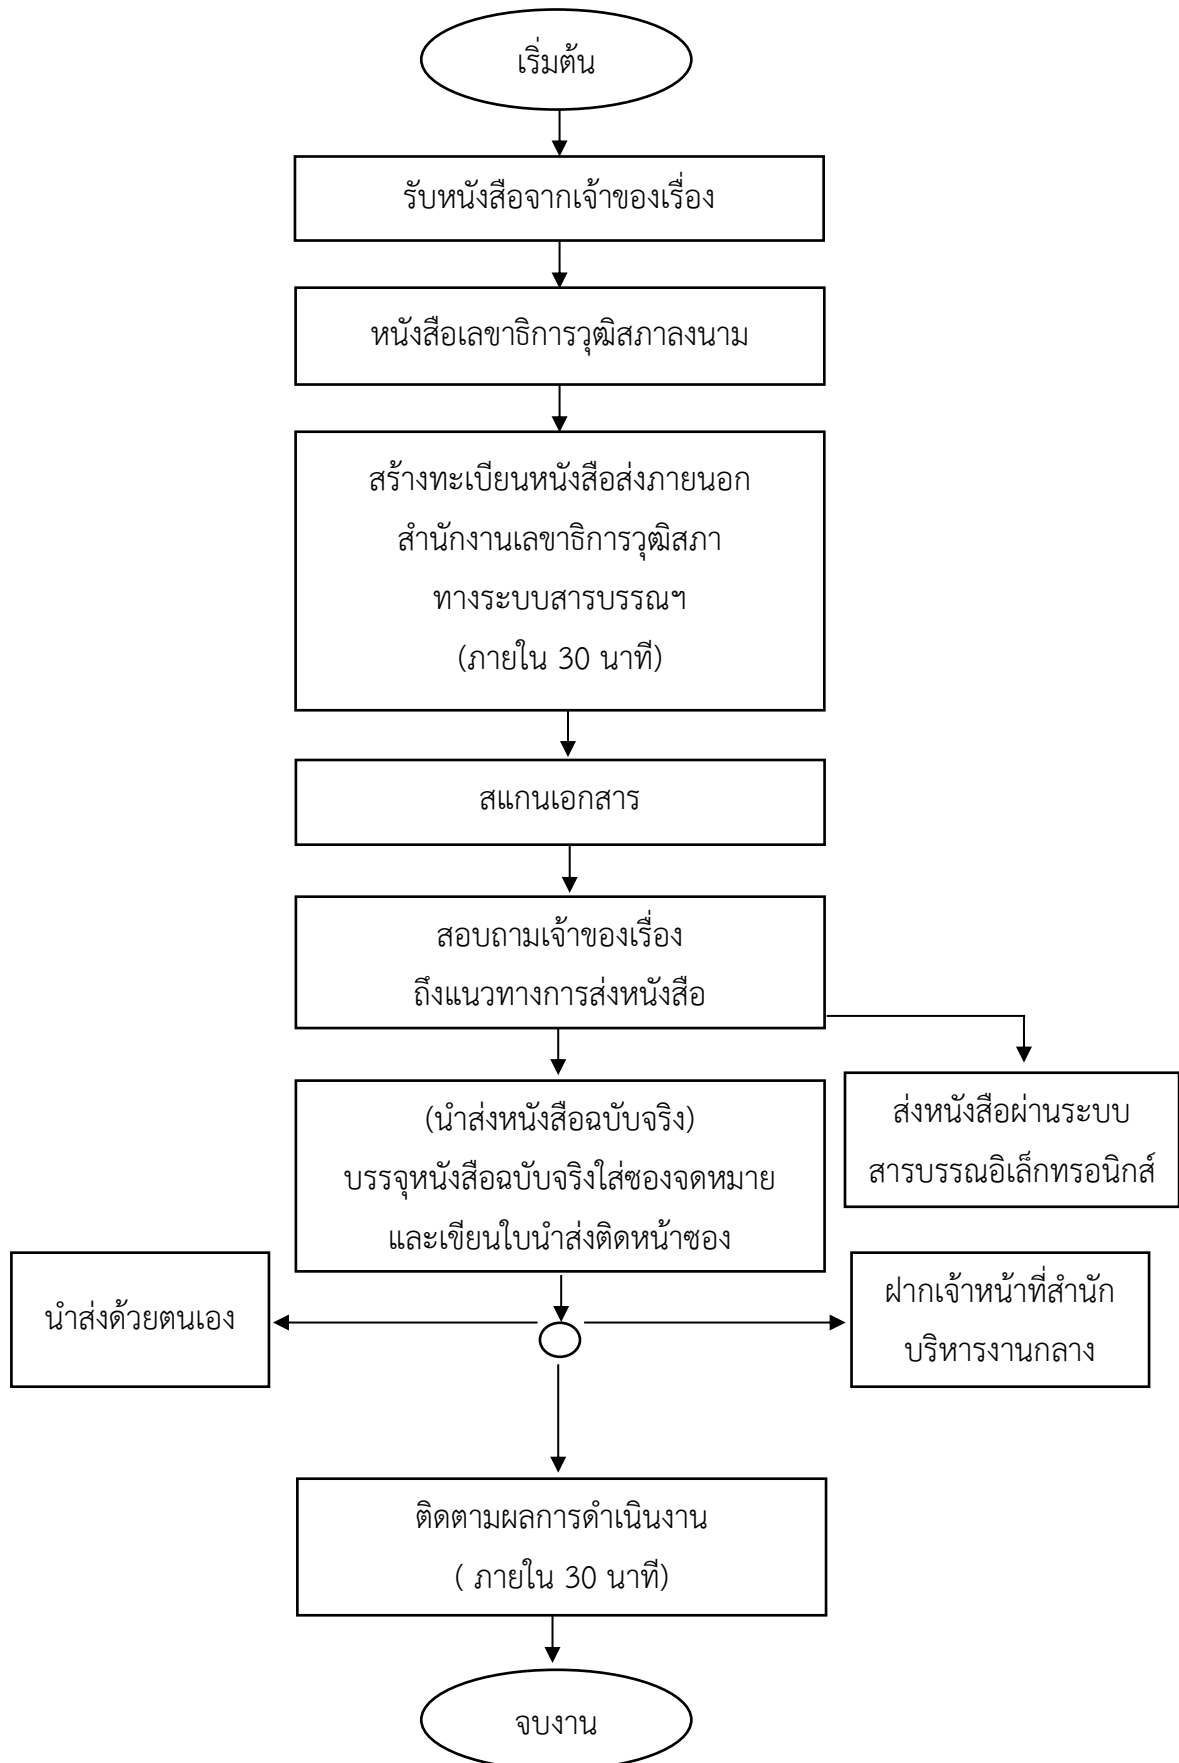 เริ่มต้น
รับหนังสือจากเจ้าของเรื่อง
หนังสือเลขาธิการวุฒิสภาลงนาม
สร้างทะเบียนหนังสือส่งภายนอก
สำนักงานเลขาธิการวุฒิสภา
ทางระบบสารบรรณฯ
(ภายใน 30 นาที)
สแกนเอกสาร
สอบถามเจ้าของเรื่อง
ถึงแนวทางการส่งหนังสือ
(นำส่งหนังสือฉบับจริง)
บรรจุหนังสือฉบับจริงใส่ซองจดหมาย
และเขียนใบนำส่งติดหน้าซอง
ส่งหนังสือผ่านระบบ
สารบรรณอิเล็กทรอนิกส์
นำส่งด้วยตนเอง
ฝากเจ้าหน้าที่สำนัก
บริหารงานกลาง
ติดตามผลการดำเนินงาน
( ภายใน 30 นาที)
จบงาน